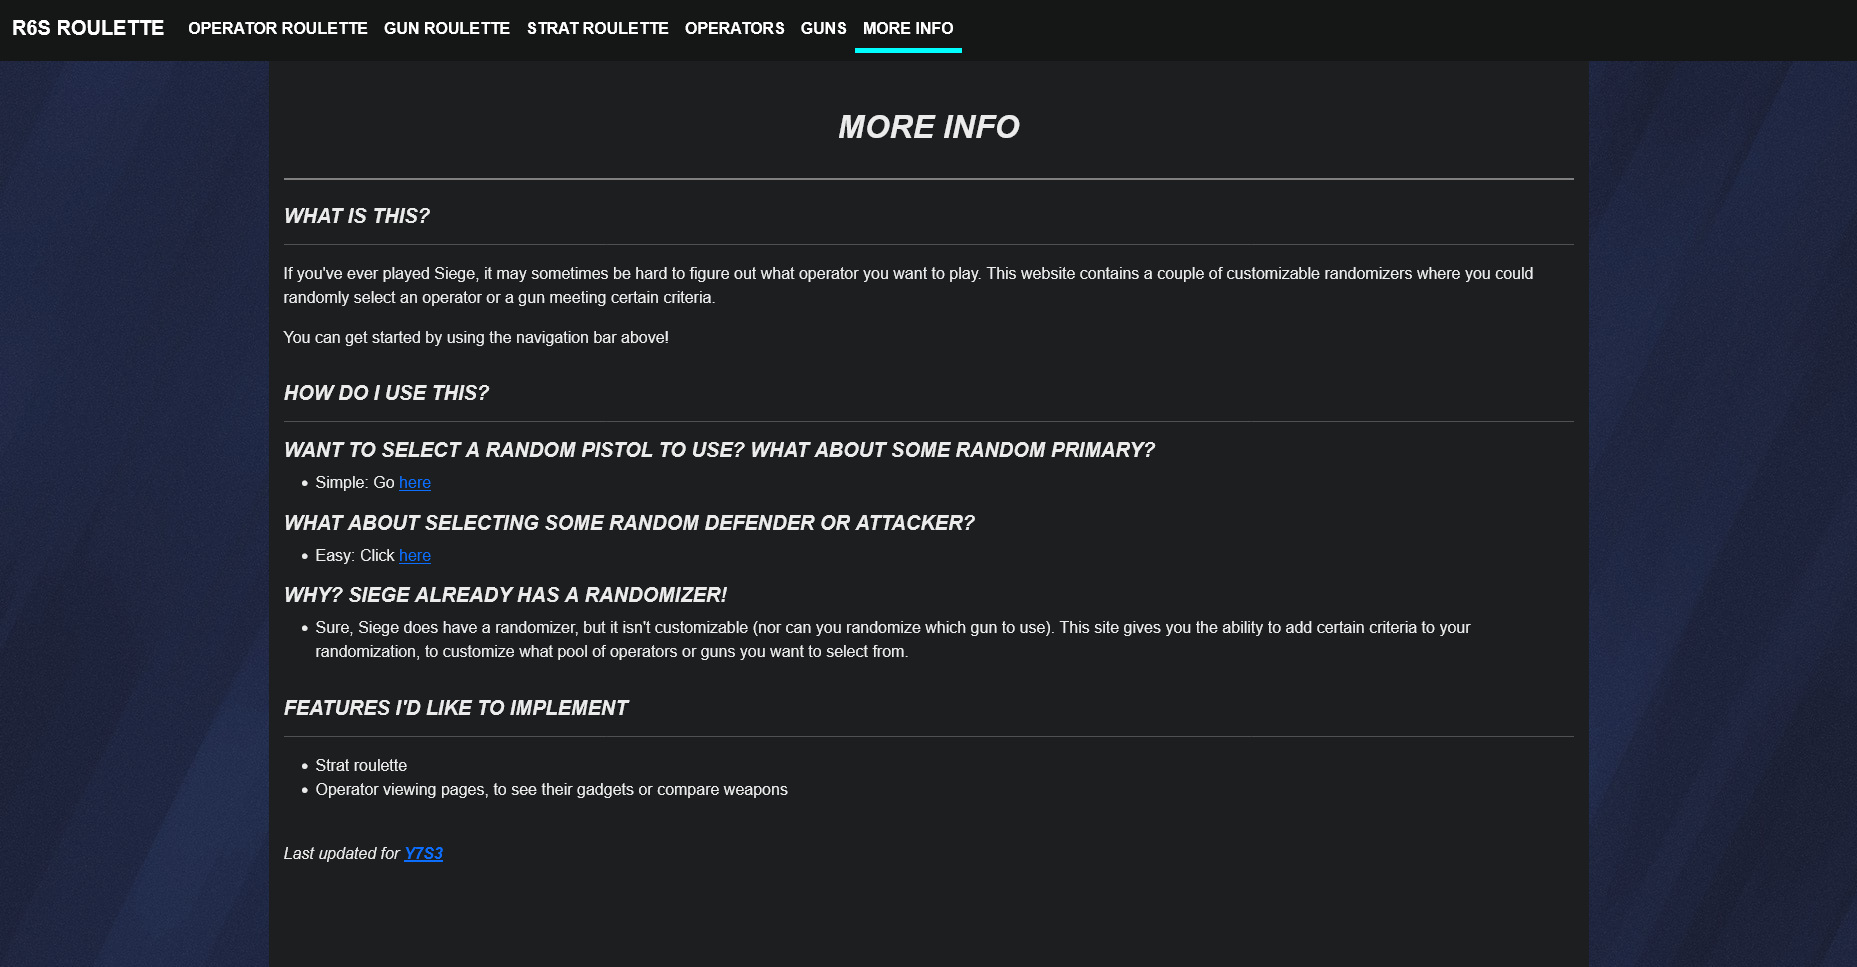 R6S ROULETTE OPERATOR ROULETTE GUN ROULETTE STRAT ROULETTE OPERATORS GUNS MORE INFO
MORE INFO
WHAT IS THIS?
If you've ever played Siege, it may sometimes be hard to figure out what operator you want to play. This website contains a couple of customizable randomizers where you could
randomly select an operator or a gun meeting certain criteria.
You can get started by using the navigation bar above!
HOW DO I USE THIS?
WANT TO SELECT A RANDOM PISTOL TO USE? WHAT ABOUT SOME RANDOM PRIMARY?
• Simple: Go here
WHAT ABOUT SELECTING SOME RANDOM DEFENDER OR ATTACKER?
• Easy: Click here
WHY? SIEGE ALREADY HAS A RANDOMIZER!
• Sure, Siege does have a randomizer, but it isn't customizable (nor can you randomize which gun to use). This site gives you the ability to add certain criteria to your
randomization, to customize what pool of operators or guns you want to select from.
FEATURES I'D LIKE TO IMPLEMENT
• Strat roulette
• Operator viewing pages, to see their gadgets or compare weapons
Last updated for Y7S3